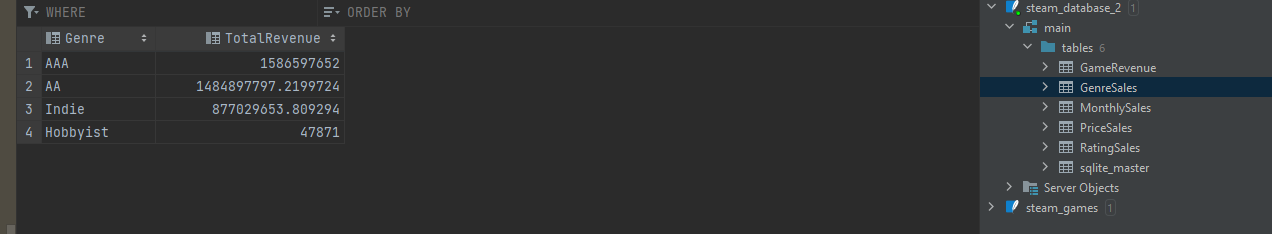 WHERE ORDER BY
Genre TotalRevenue
1 AAA 1586597652
2 AA 1484897797.2199724
3 Indie 877029653.809294
4 Hobbyist 47871
steam_database_2 1
main
tables 6
GameRevenue
GenreSales
MonthlySales
PriceSales
RatingSales
sqlite_master
Server Objects
steam_games 1